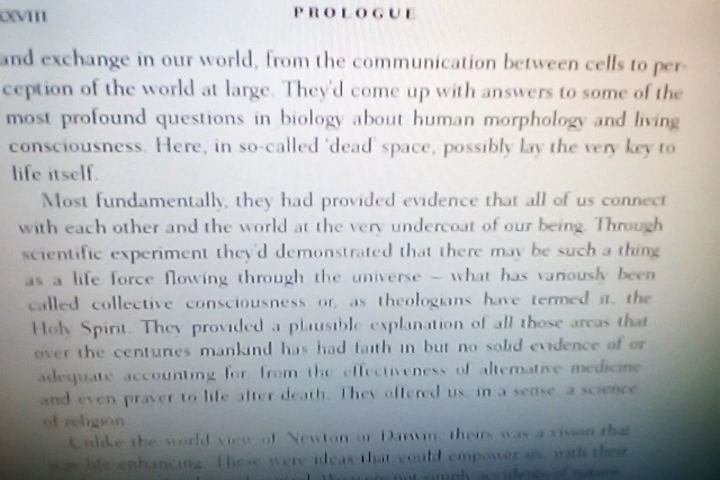 XXVIII PROLOGUE
and exchange in our world, from the communication between cells to per-
ception of the world at large. They'd come up with answers to some of the
most profound questions in biology about human morphology and living
consciousness. Here, in so-called 'dead' space, possibly lay the very key to
life itself.
Most fundamentally, they had provided evidence that all of us connect
with each other and the world at the very undercoat of our being. Through
scientific experiment they'd demonstrated that there may be such a thing
as a life force flowing through the universe – what has variously been
called collective consciousness or, as theologians have termed it, the
Holy Spirit. They provided a plausible explanation of all those areas that
over the centuries mankind has had faith in but no solid evidence of or
adequate accounting for, from the effectiveness of alternative medicine
and even prayer to life after death. They offered us, in a sense, a science
of religion.
Unlike the world view of Newton or Darwin, theirs was a vision that
was life-enhancing. These were ideas that could empower us, with their